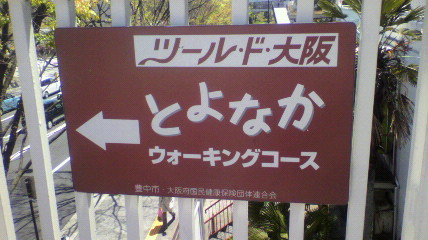 ツール・ド・大阪
とよなか
ウォーキングコース
豊中市・大阪府国民健康保険団体連合会